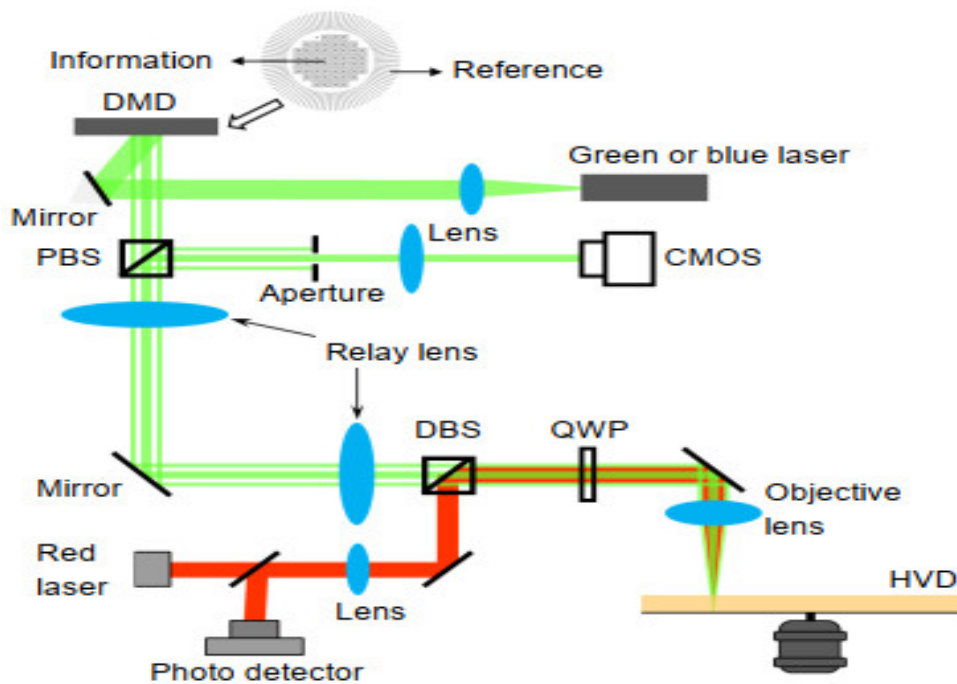 Information
Reference
DMD
Green or blue laser
Mirror
Lens
PBS
CMOS
Aperture
Relay lens
DBS
QWP
Mirror
Objective
lens
Red
laser
HVD
Lens
Photo detector